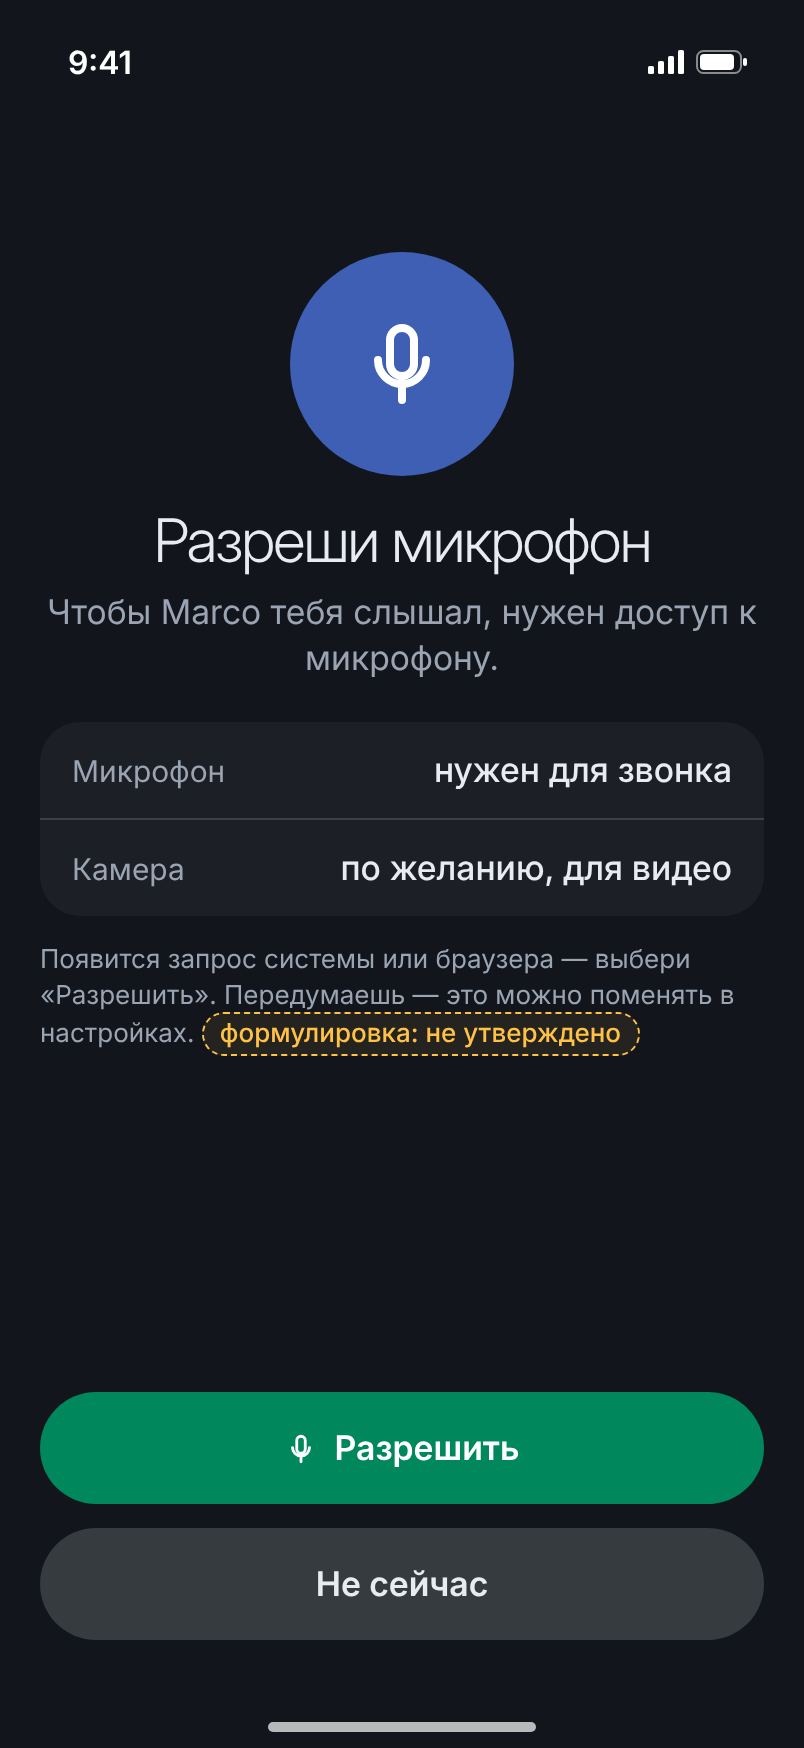 9:41
Разреши микрофон
Чтобы Marco тебя слышал, нужен доступ к
микрофону.
Микрофон нужен для звонка
Камера по желанию, для видео
Появится запрос системы или браузера — выбери
«Разрешить». Передумаешь — это можно поменять в
настройках. формулировка: не утверждено
Разрешить
Не сейчас